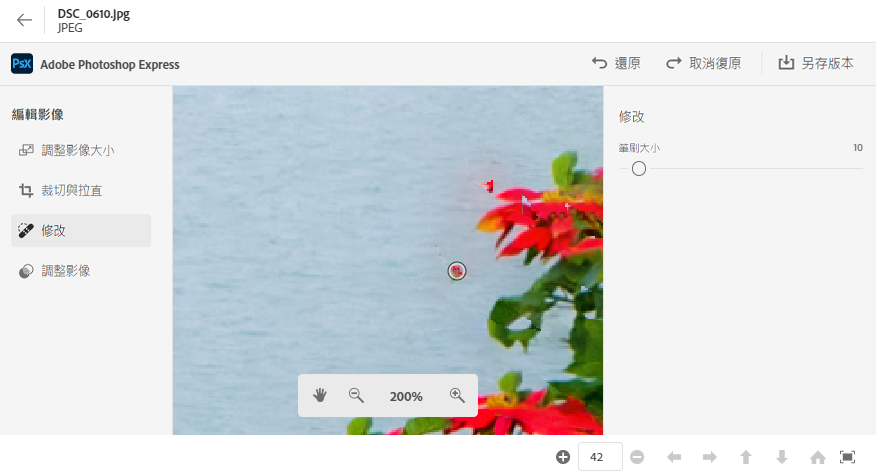 DSC_0610.jpg
JPEG
PsX Adobe Photoshop Express
還原
取消復原
另存版本
編輯影像
調整影像大小
裁切與拉直
修改
調整影像
修改
筆刷大小 10
200%
42